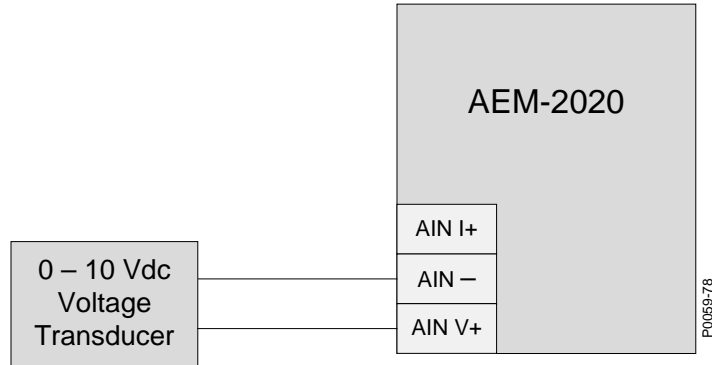 AEM-2020
AIN I+
AIN –
AIN V+
0 – 10 Vdc
Voltage
Transducer
P0059-78